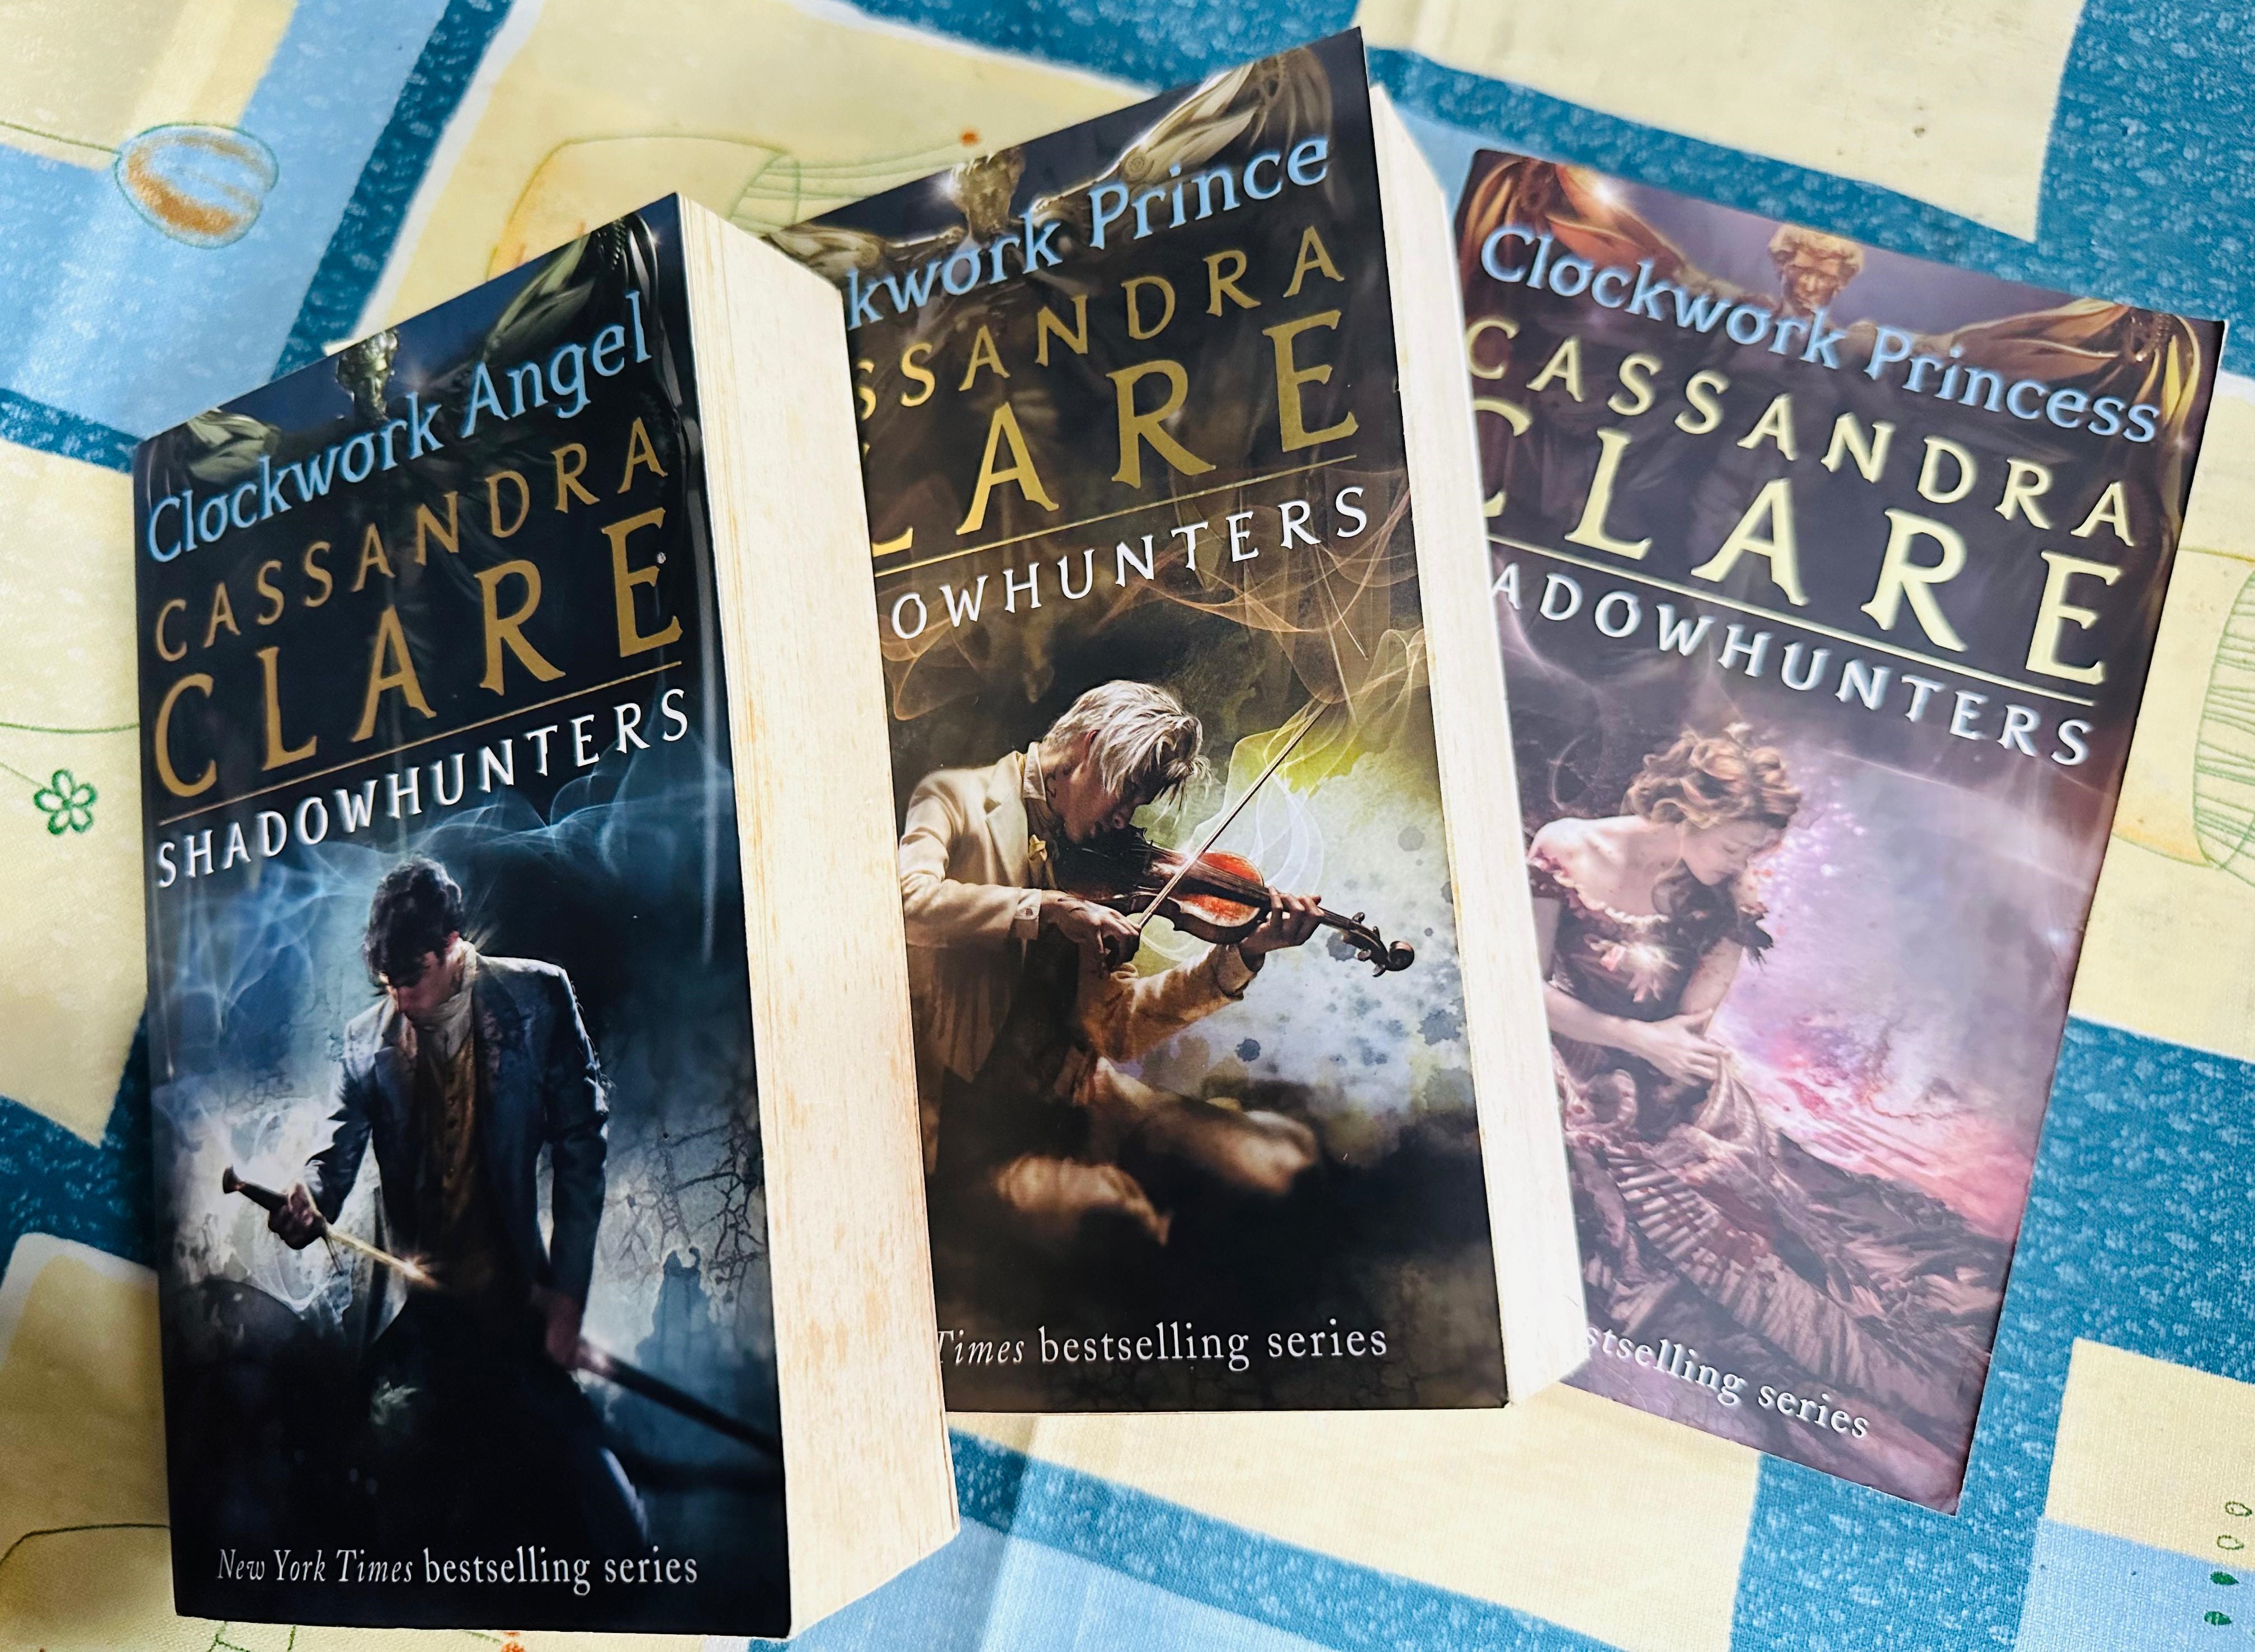 Clockwork Angel
CASSANDRA
CLARE
SHADOWHUNTERS
New York Times bestselling series
kwork Prince
SSANDRA
LARE
OWHUNTERS
Times bestselling series
Clockwork Princess
CASSANDRA
CLARE
ADOWHUNTERS
stselling series